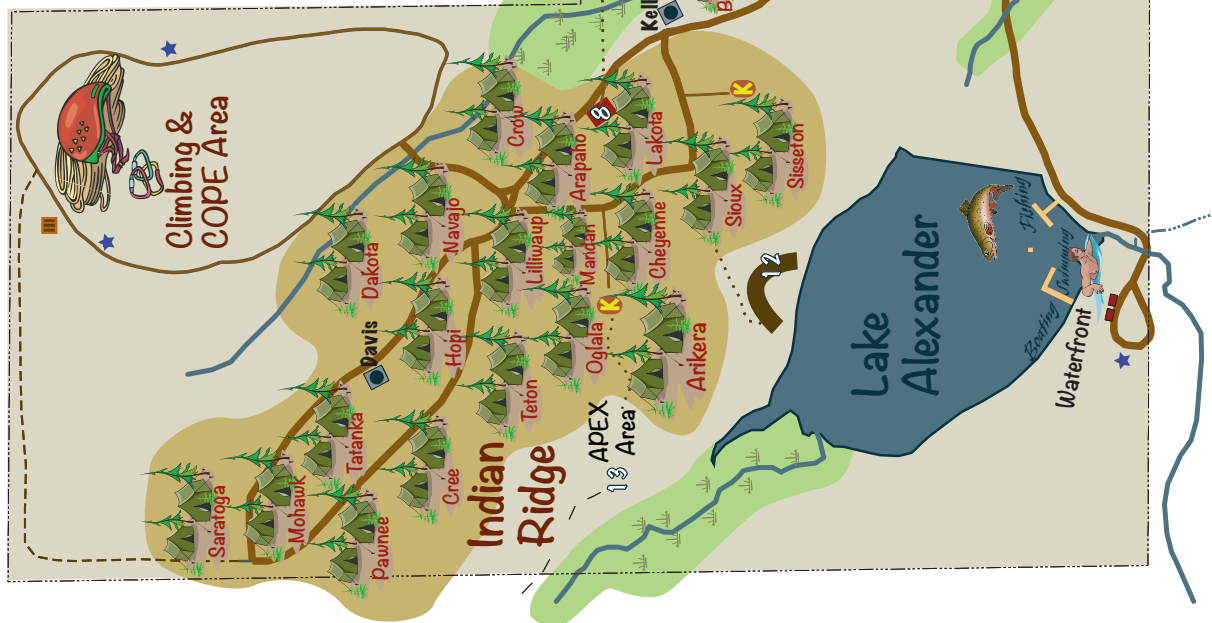 Climbing &
COPE Area
Kell
B
8
K
Crow
Arapaho
Lakota
Sisseton
Navajo
Lilliwaup
Mandan
Cheyenne
Sioux
Dakota
Davis
Hopi
Oglala
K
Arikera
12
Teton
Tatanka
Cree
Mohawk
Saratoga
Pawnee
Indian
Ridge
APEX
Area
13
Lake
Alexander
Fishing
Swimming
Boating
Waterfront